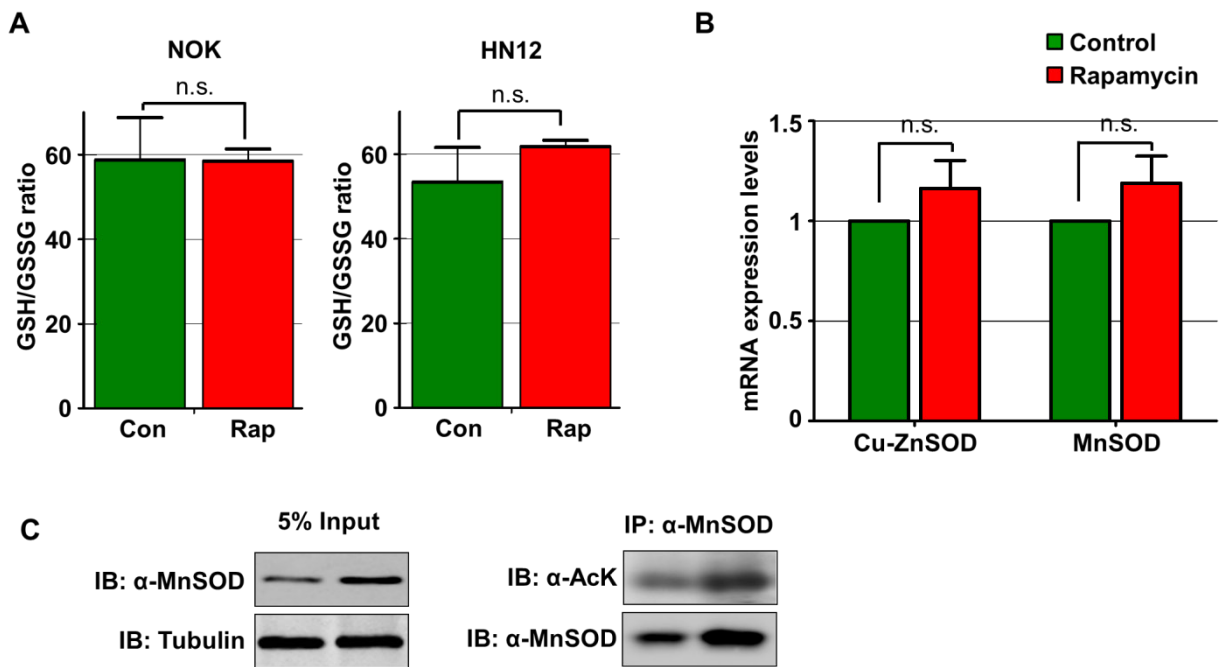 A
NOK
HN12
n.s.
n.s.
GSH/GSSG ratio
60
40
20
0
Con
Rap
GSH/GSSG ratio
60
40
20
0
Con
Rap
B
Control
Rapamycin
mRNA expression levels
1.5
1
0.5
0
n.s.
n.s.
Cu-ZnSOD
MnSOD
C
5% Input
IB: α-MnSOD
IB: Tubulin
IP: α-MnSOD
IB: α-AcK
IB: α-MnSOD